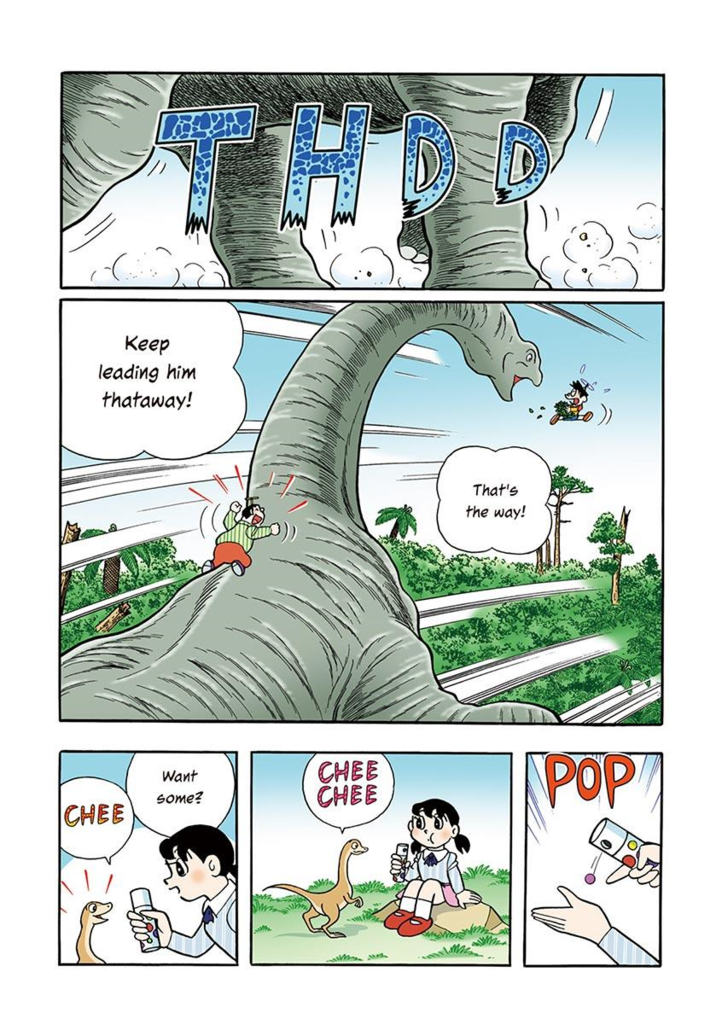 THDD
Keep
leading him
thataway!
That's
the way!
CHEE
Want
some?
CHEE
CHEE
POP